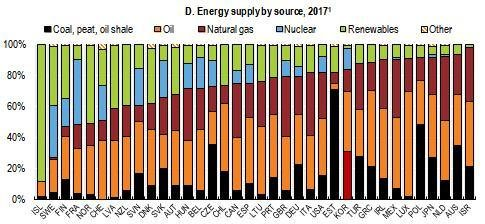 D. Energy supply by source, 2017¹
Coal, peat, oil shale Oil Natural gas Nuclear Renewables Other
100%
80%
60%
40%
20%
0%
ISL SWE FIN FRA NOR CHE LVA NZL SVN DNK SVK AUT HUN BEL CZE CHL CAN ESP LTU PRT GBR DEU ITA USA EST KOR TUR GRC IRL MEX LUX POL JPN NLD AUS ISR